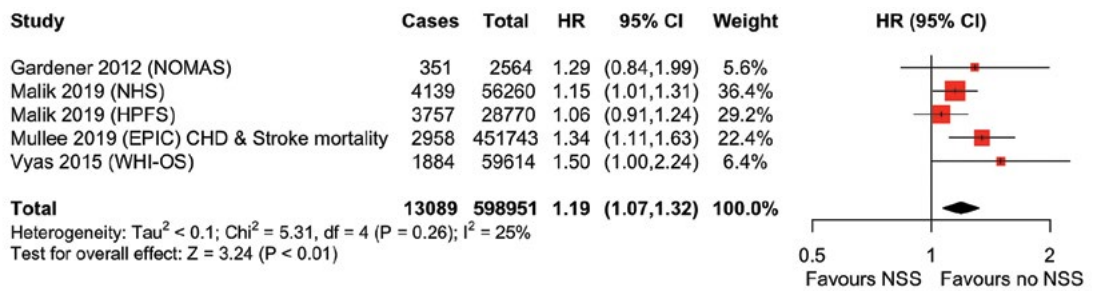 Study Cases Total HR 95% CI Weight HR (95% CI)
Gardener 2012 (NOMAS) 351 2564 1.29 (0.84,1.99) 5.6%
Malik 2019 (NHS) 4139 56260 1.15 (1.01,1.31) 36.4%
Malik 2019 (HPFS) 3757 28770 1.06 (0.91,1.24) 29.2%
Mullee 2019 (EPIC) CHD & Stroke mortality 2958 451743 1.34 (1.11,1.63) 22.4%
Vyas 2015 (WHI-OS) 1884 59614 1.50 (1.00,2.24) 6.4%
Total 13089 598951 1.19 (1.07,1.32) 100.0%
Heterogeneity: Tau² < 0.1; Chi² = 5.31, df = 4 (P = 0.26); I² = 25%
Test for overall effect: Z = 3.24 (P < 0.01)
0.5 1 2
Favours NSS Favours no NSS